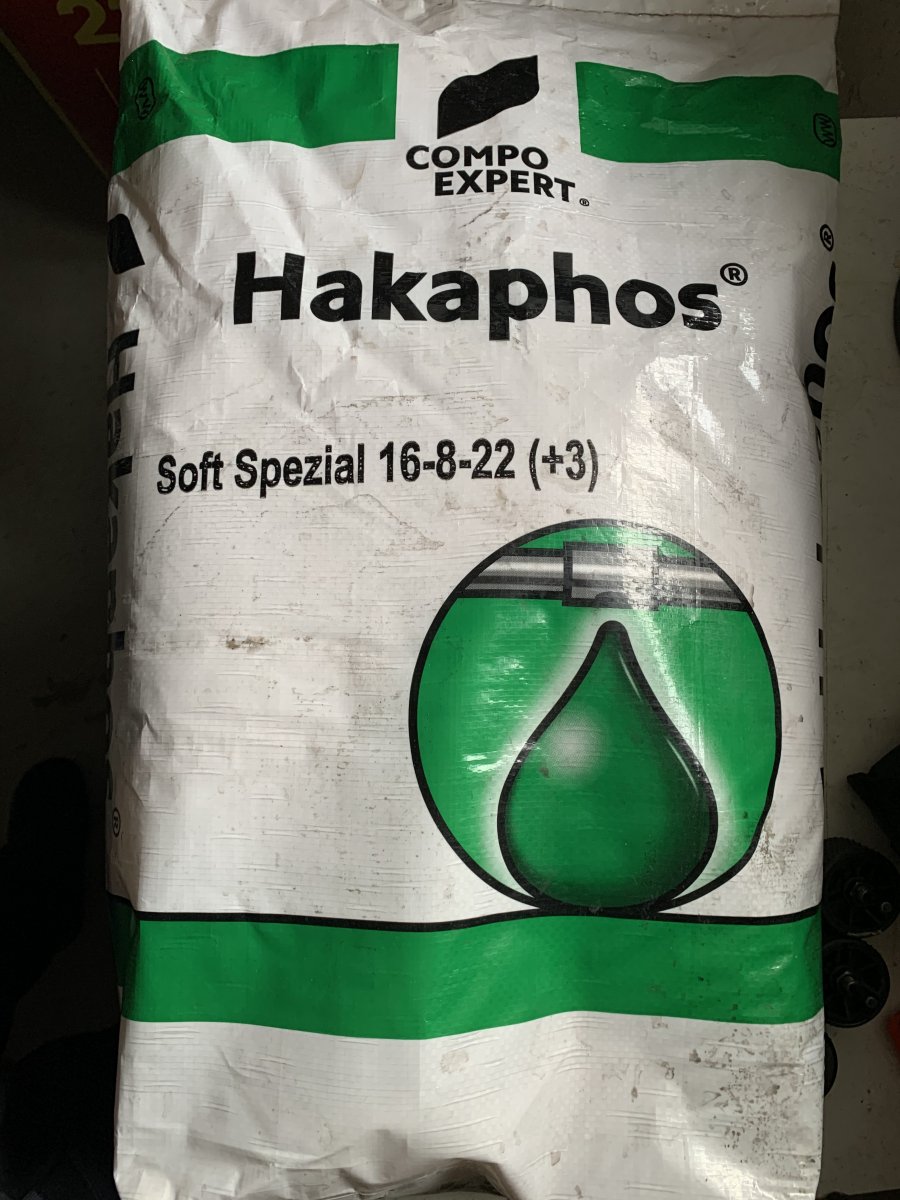 COMPO
EXPERT®
Hakaphos®
Soft Spezial 16-8-22 (+3)